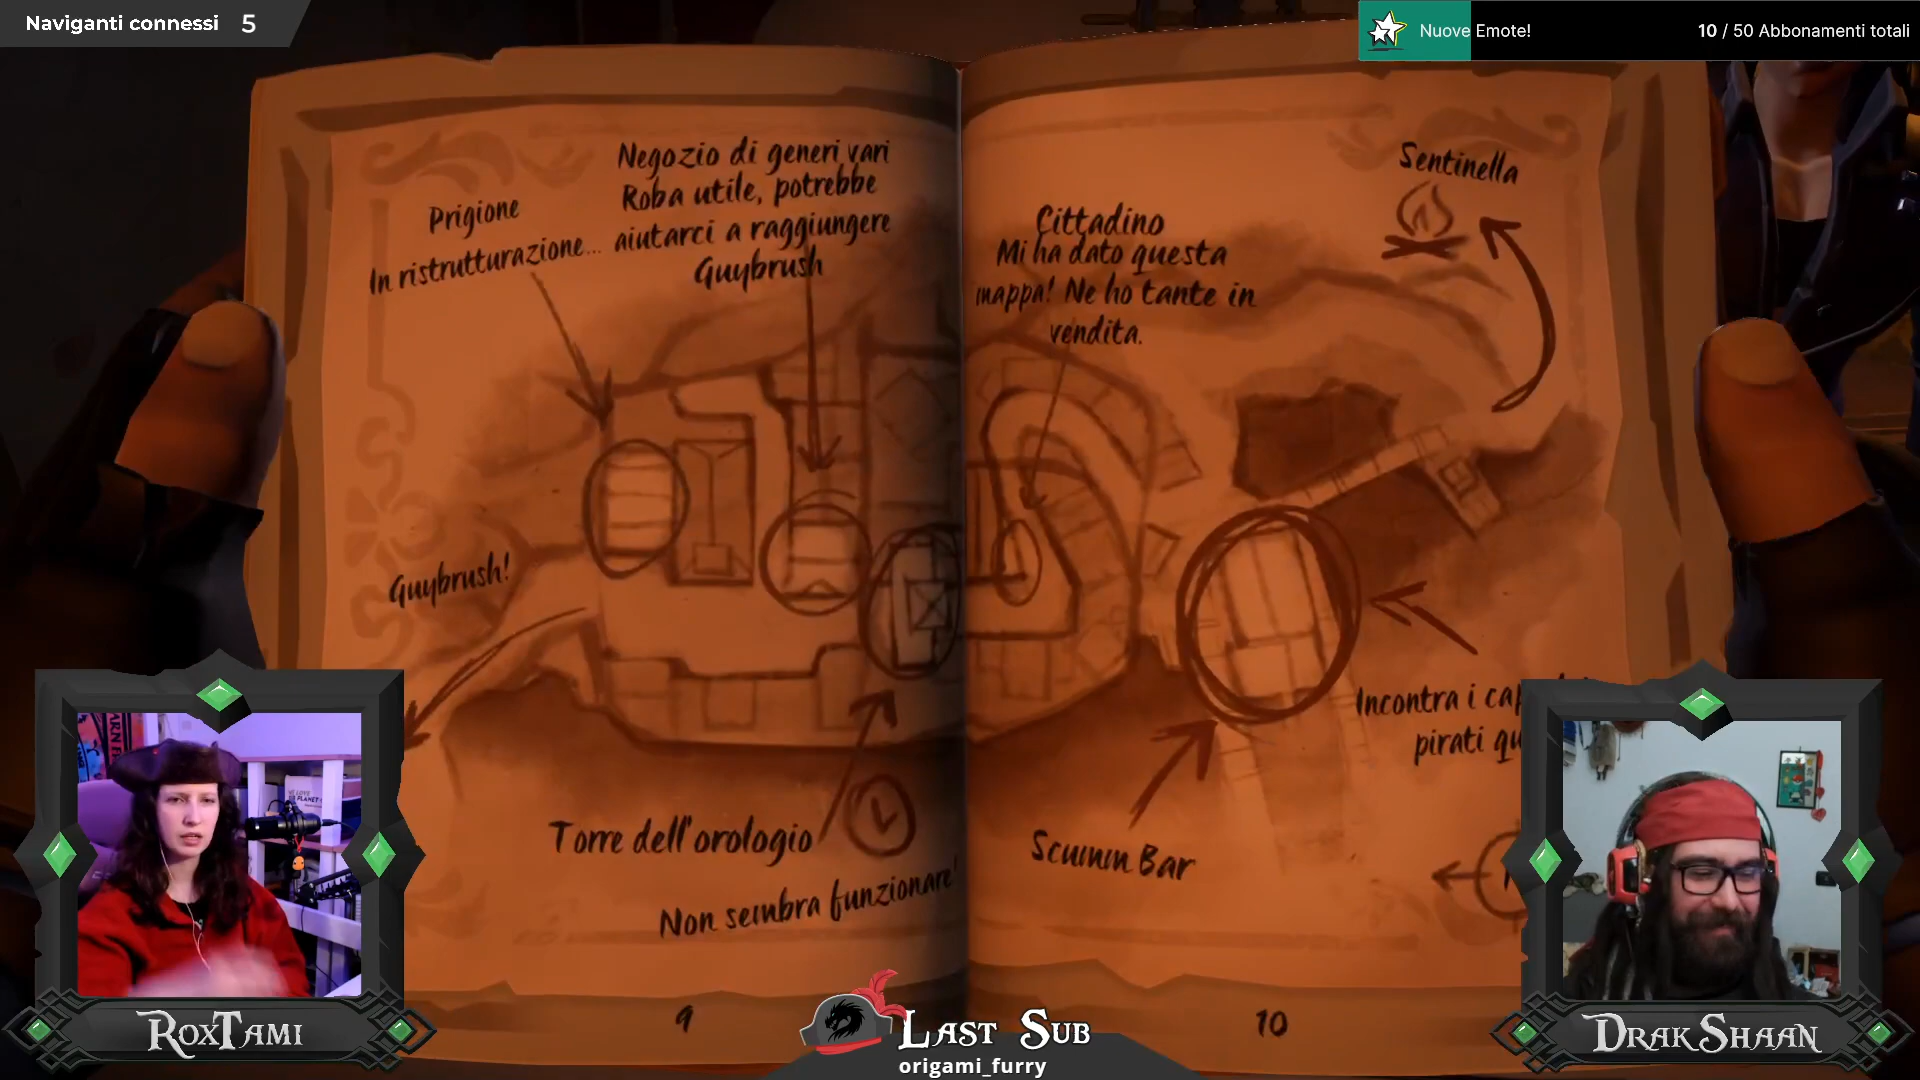 Naviganti connessi 5
Nuove Emote!
10 / 50 Abbonamenti totali
Negozio di generi vari
Roba utile, potrebbe
aiutarci a raggiungere
Guybrush
Prigione
In ristrutturazione...
Guybrush!
Torre dell'orologio
Non sembra funzionare!
9
Sentinella
Cittadino
Mi ha dato questa
mappa! Ne ho tante in
vendita.
Incontra i
pirati
Scumm Bar
10
RoxTami
Last Sub
origami_furry
DrakShaan